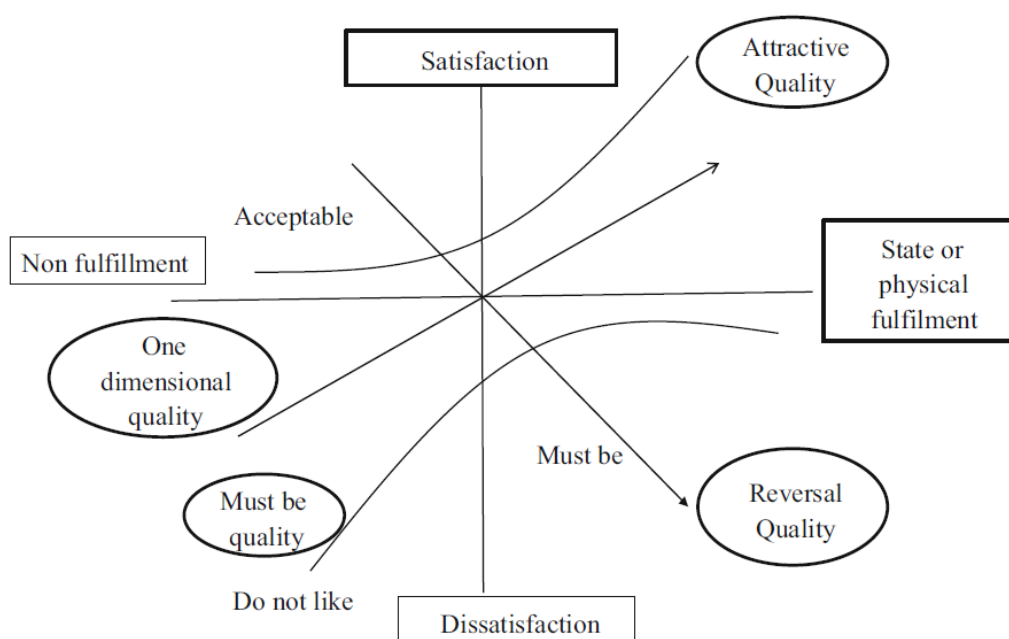 Satisfaction
Attractive
Quality
Acceptable
Non fulfillment
State or
physical
fulfilment
One
dimensional
quality
Must be
Must be
quality
Reversal
Quality
Do not like
Dissatisfaction